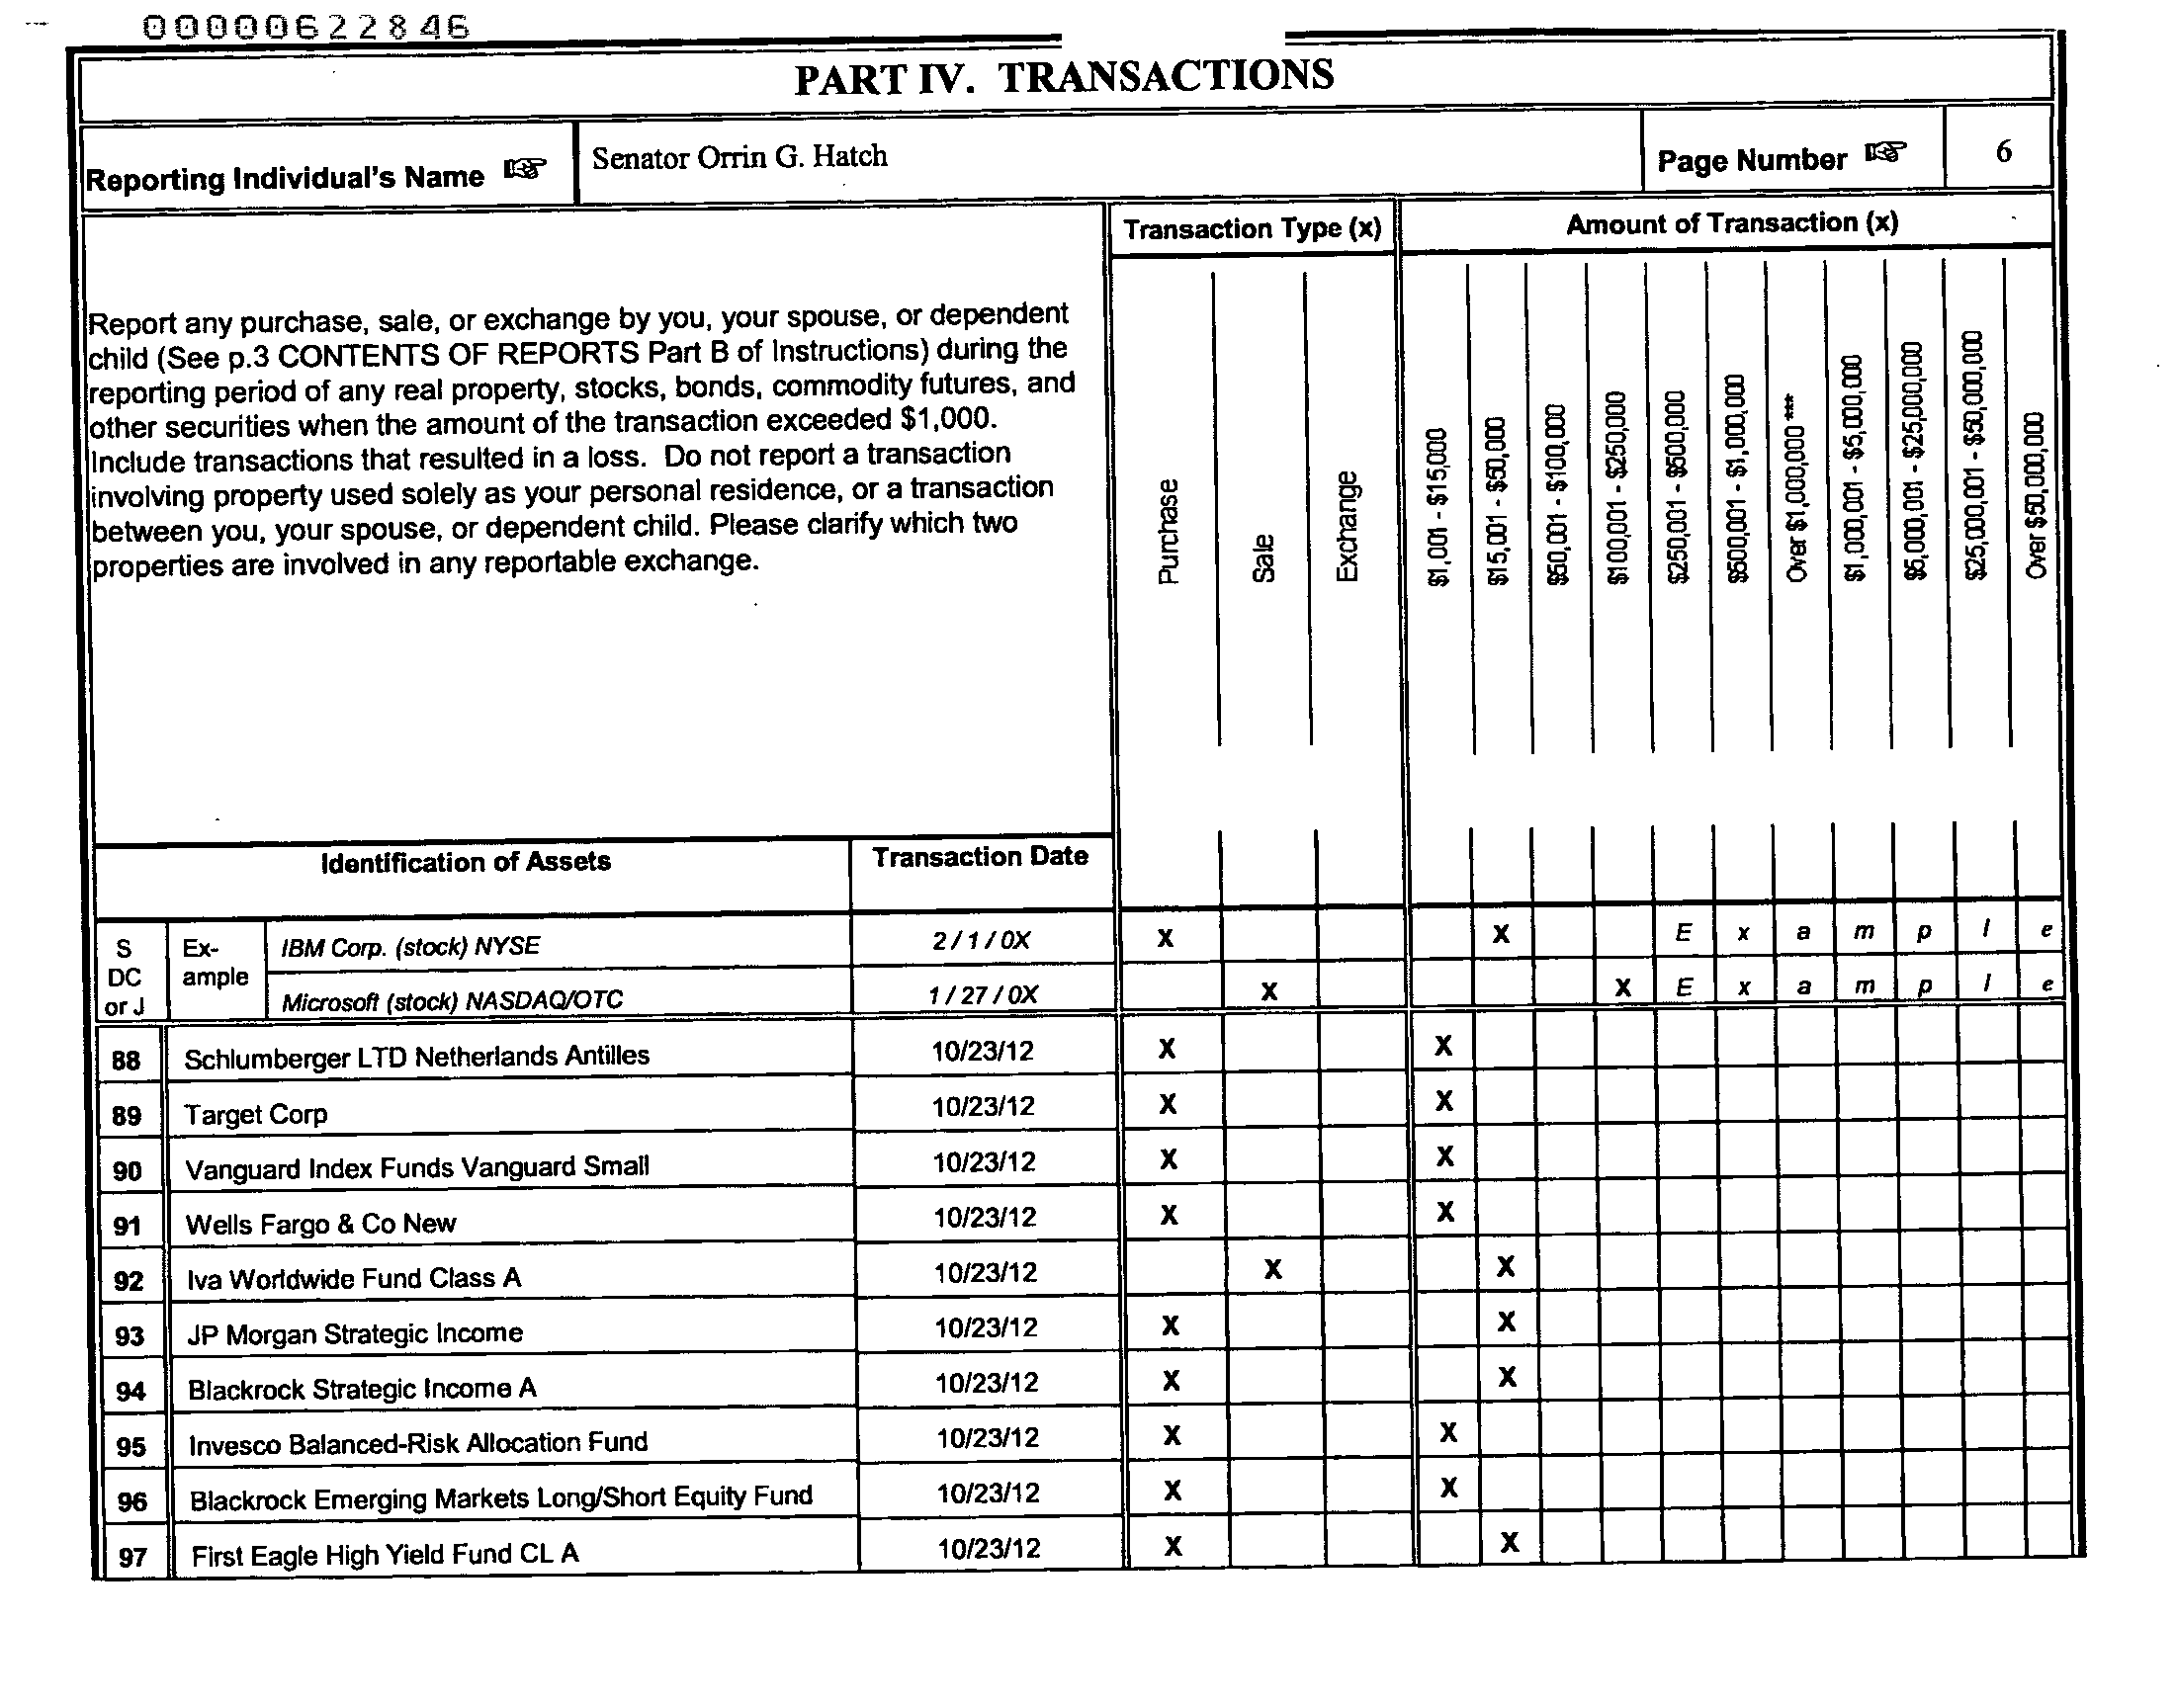 00000622846
PART IV. TRANSACTIONS
Reporting Individual's Name ☞ Senator Orrin G. Hatch Page Number ☞ 6
Transaction Type (x) Amount of Transaction (x)
Report any purchase, sale, or exchange by you, your spouse, or dependent
child (See p.3 CONTENTS OF REPORTS Part B of Instructions) during the
reporting period of any real property, stocks, bonds, commodity futures, and
other securities when the amount of the transaction exceeded $1,000.
Include transactions that resulted in a loss. Do not report a transaction
involving property used solely as your personal residence, or a transaction
between you, your spouse, or dependent child. Please clarify which two
properties are involved in any reportable exchange.
Purchase
Sale
Exchange
$1,001 - $15,000
$15,001 - $50,000
$50,001 - $100,000
$100,001 - $250,000
$250,001 - $500,000
$500,001 - $1,000,000
Over $1,000,000 ***
$1,000,001 - $5,000,000
$5,000,001 - $25,000,000
$25,000,001 - $50,000,000
Over $50,000,000
Identification of Assets Transaction Date
S
DC
or J
Ex-
ample
IBM Corp. (stock) NYSE 2 / 1 / 0X X X E x a m p l e
Microsoft (stock) NASDAQ/OTC 1 / 27 / 0X X X E x a m p l e
88 Schlumberger LTD Netherlands Antilles 10/23/12 X X
89 Target Corp 10/23/12 X X
90 Vanguard Index Funds Vanguard Small 10/23/12 X X
91 Wells Fargo & Co New 10/23/12 X X
92 Iva Worldwide Fund Class A 10/23/12 X X
93 JP Morgan Strategic Income 10/23/12 X X
94 Blackrock Strategic Income A 10/23/12 X X
95 Invesco Balanced-Risk Allocation Fund 10/23/12 X X
96 Blackrock Emerging Markets Long/Short Equity Fund 10/23/12 X X
97 First Eagle High Yield Fund CL A 10/23/12 X X